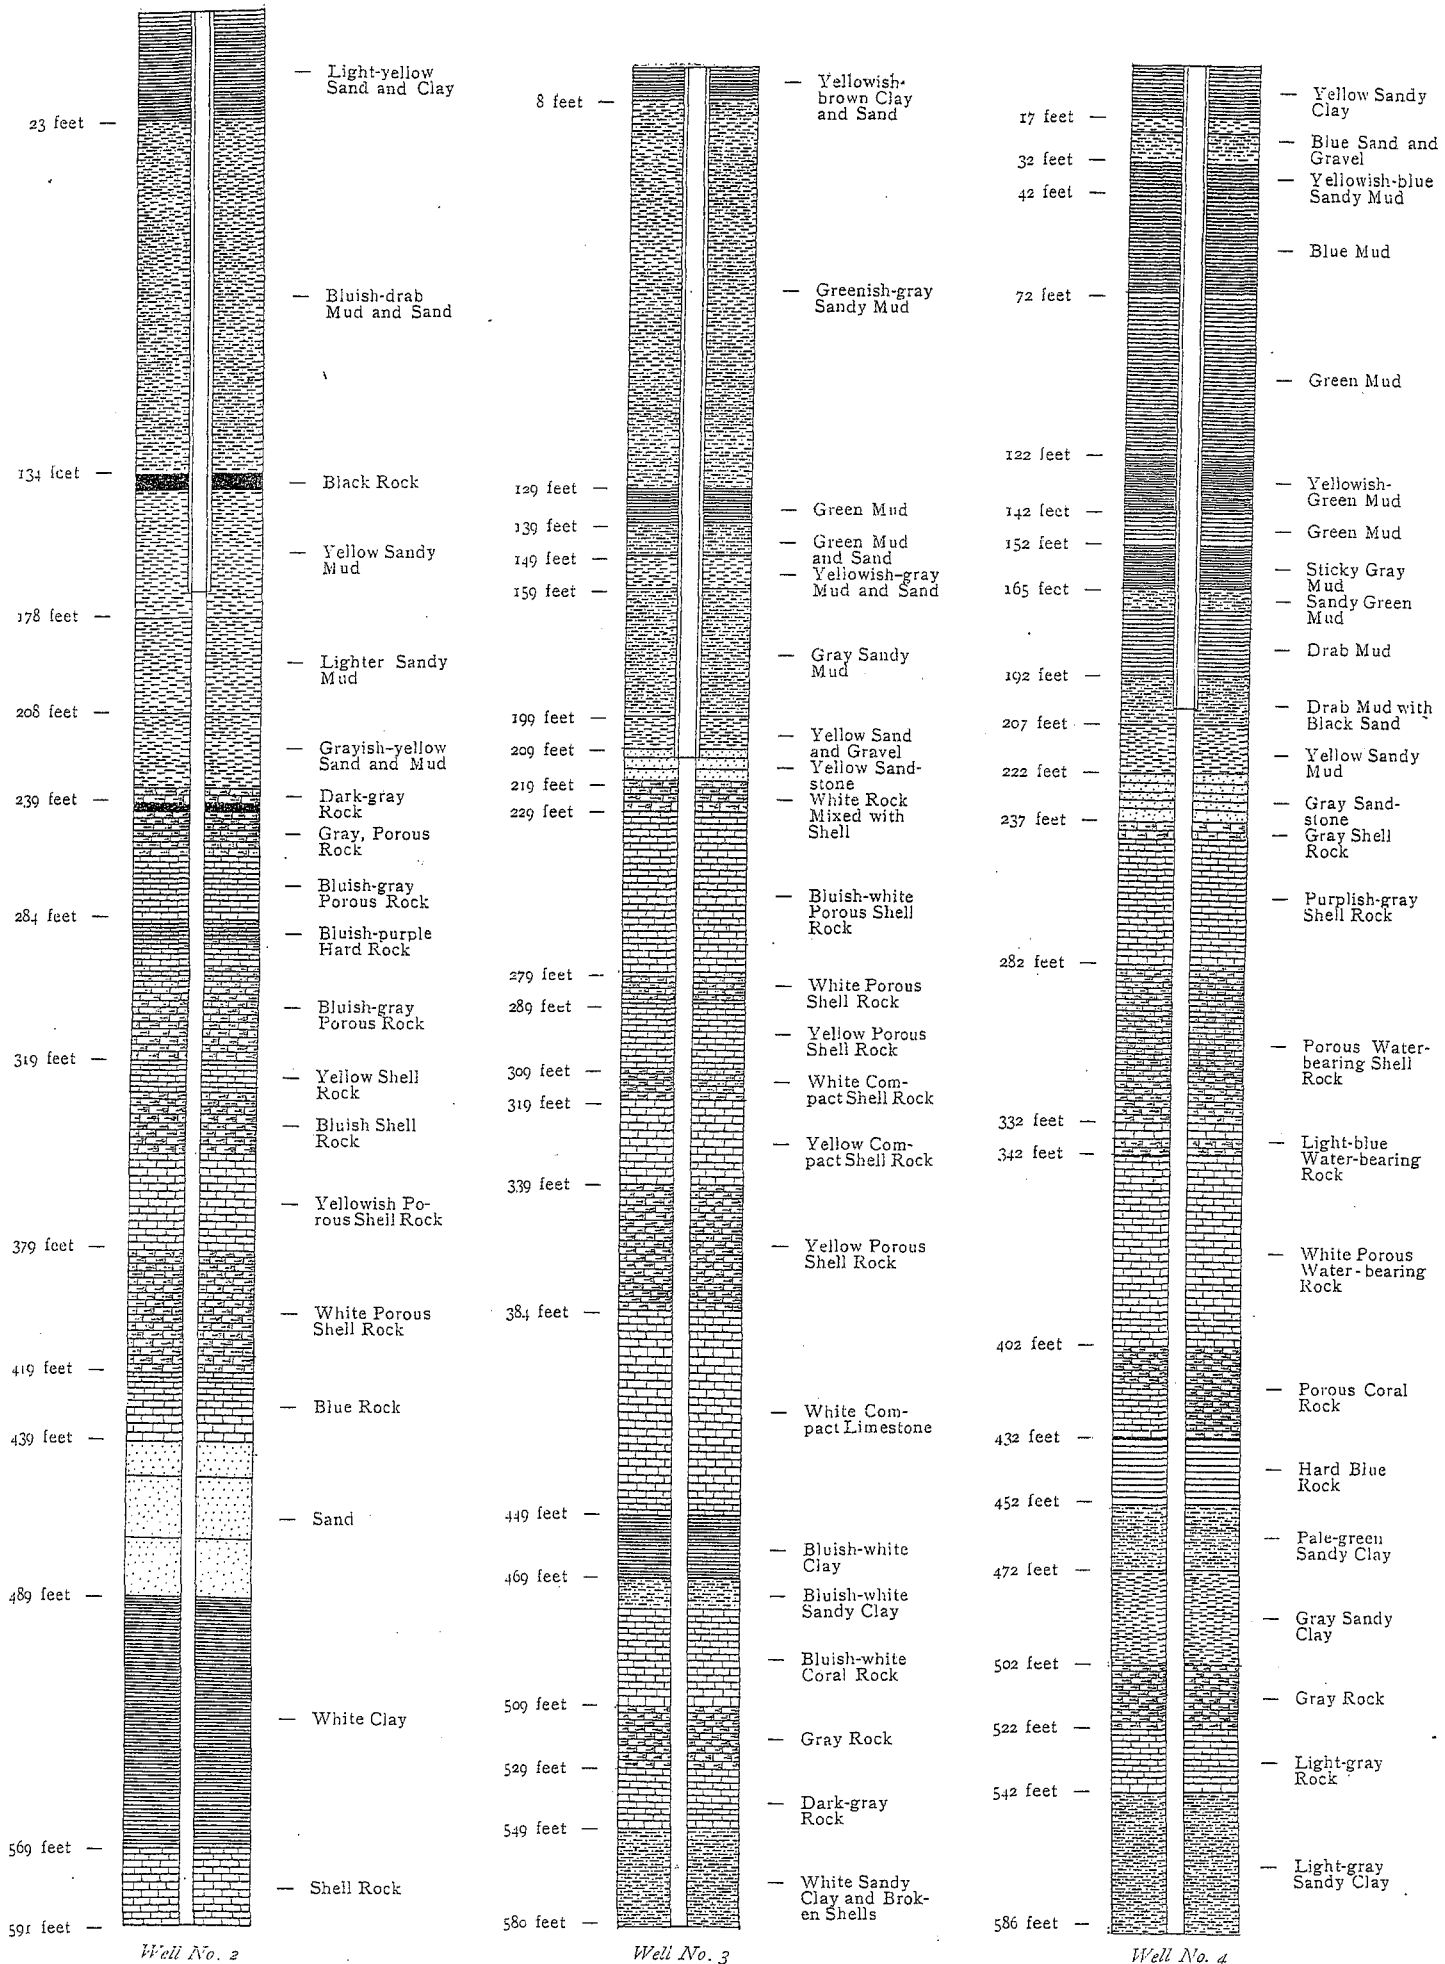 Light-yellow
Sand and Clay
23 feet
Bluish-drab
Mud and Sand
134 feet
Black Rock
Yellow Sandy
Mud
178 feet
Lighter Sandy
Mud
208 feet
Grayish-yellow
Sand and Mud
239 feet
Dark-gray
Rock
Gray, Porous
Rock
Bluish-gray
Porous Rock
284 feet
Bluish-purple
Hard Rock
Bluish-gray
Porous Rock
319 feet
Yellow Shell
Rock
Bluish Shell
Rock
Yellowish Po-
rous Shell Rock
379 feet
White Porous
Shell Rock
419 feet
Blue Rock
439 feet
Sand
489 feet
White Clay
569 feet
Shell Rock
591 feet
Well No. 2
Yellowish-
brown Clay
and Sand
8 feet
Greenish-gray
Sandy Mud
129 feet
Green Mud
139 feet
Green Mud
and Sand
149 feet
Yellowish-gray
Mud and Sand
159 feet
Gray Sandy
Mud
199 feet
Yellow Sand
and Gravel
209 feet
Yellow Sand-
stone
219 feet
White Rock
Mixed with
Shell
229 feet
Bluish-white
Porous Shell
Rock
279 feet
White Porous
Shell Rock
289 feet
Yellow Porous
Shell Rock
309 feet
White Com-
pact Shell Rock
319 feet
Yellow Com-
pact Shell Rock
339 feet
Yellow Porous
Shell Rock
384 feet
White Com-
pact Limestone
449 feet
Bluish-white
Clay
469 feet
Bluish-white
Sandy Clay
Bluish-white
Coral Rock
509 feet
Gray Rock
529 feet
Dark-gray
Rock
549 feet
White Sandy
Clay and Brok-
en Shells
580 feet
Well No. 3
Yellow Sandy
Clay
17 feet
Blue Sand and
Gravel
32 feet
Yellowish-blue
Sandy Mud
42 feet
Blue Mud
72 feet
Green Mud
122 feet
Yellowish-
Green Mud
142 feet
Green Mud
152 feet
Sticky Gray
Mud
165 feet
Sandy Green
Mud
Drab Mud
192 feet
Drab Mud with
Black Sand
207 feet
Yellow Sandy
Mud
222 feet
Gray Sand-
stone
237 feet
Gray Shell
Rock
Purplish-gray
Shell Rock
282 feet
Porous Water-
bearing Shell
Rock
332 feet
Light-blue
Water-bearing
Rock
342 feet
White Porous
Water-bearing
Rock
402 feet
Porous Coral
Rock
432 feet
Hard Blue
Rock
452 feet
Pale-green
Sandy Clay
472 feet
Gray Sandy
Clay
502 feet
Gray Rock
522 feet
Light-gray
Rock
542 feet
Light-gray
Sandy Clay
586 feet
Well No. 4